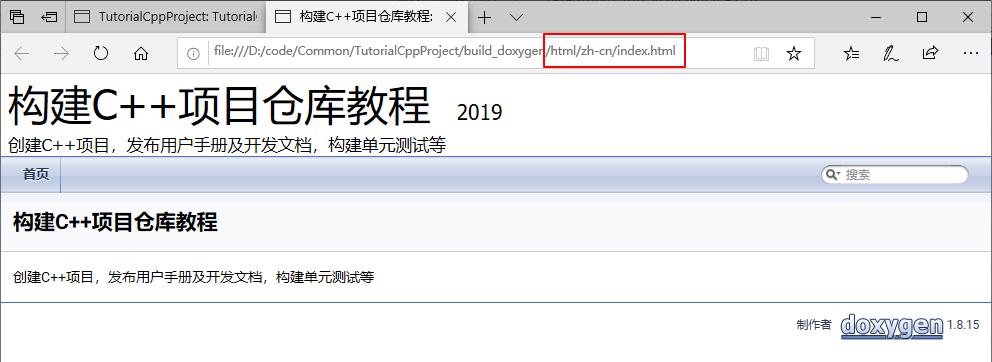 TutorialCppProject: Tutorial
构建C++项目仓库教程:
file:///D:/code/Common/TutorialCppProject/build_doxygen/html/zh-cn/index.html
构建C++项目仓库教程 2019
创建C++项目，发布用户手册及开发文档，构建单元测试等
首页 搜索
构建C++项目仓库教程
创建C++项目，发布用户手册及开发文档，构建单元测试等
制作者 doxygen 1.8.15